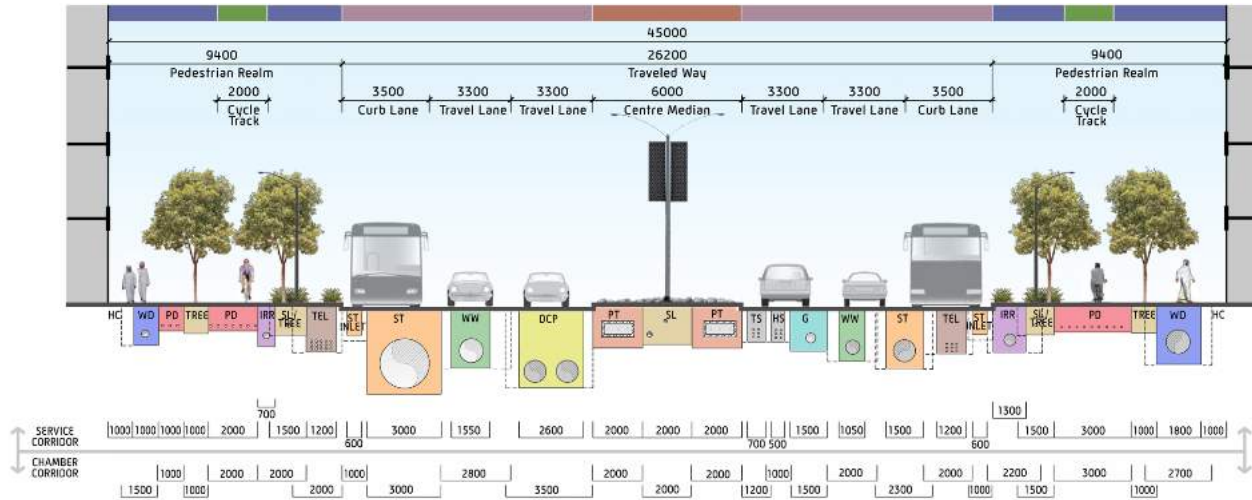 45000
9400 26200 9400
Pedestrian Realm Traveled Way Pedestrian Realm
2000 3500 3300 3300 6000 3300 3300 3500 2000
Cycle Track Curb Lane Travel Lane Travel Lane Centre Median Travel Lane Travel Lane Curb Lane Cycle Track
HC WD PD TREE PD IRR SL/ TREE TEL ST INLET ST WW DCP PT SL PT TS HS G WW ST TEL ST INLET IRR SL/ TREE PD TREE WD HC
700 1300
SERVICE CORRIDOR 1000 1000 1000 1000 2000 1500 1200 3000 1550 2600 2000 2000 2000 1500 1050 1500 1200 1500 3000 1000 1800 1000
600 700 500 600
CHAMBER CORRIDOR 1000 2000 2000 1000 2800 2000 2000 1000 2000 2000 2200 3000 2700
1500 1000 2000 3000 3500 2000 1200 1500 2300 1000 1500 1000